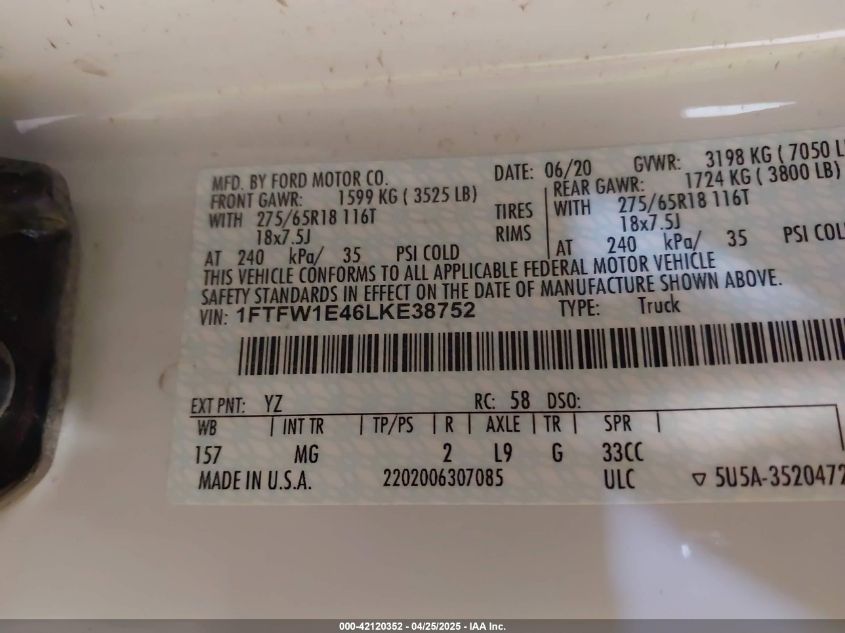 MFD. BY FORD MOTOR CO. DATE: 06/20 GVWR: 3198 KG ( 7050 L
FRONT GAWR: 1599 KG ( 3525 LB) REAR GAWR: 1724 KG ( 3800 LB)
WITH 275/65R18 116T TIRES WITH 275/65R18 116T
18x7.5J RIMS 18x7.5J
AT 240 kPa/ 35 PSI COLD AT 240 kPa/ 35 PSI COL
THIS VEHICLE CONFORMS TO ALL APPLICABLE FEDERAL MOTOR VEHICLE
SAFETY STANDARDS IN EFFECT ON THE DATE OF MANUFACTURE SHOWN ABOVE.
VIN: 1FTFW1E46LKE38752 TYPE: Truck
EXT PNT: YZ RC: 58 DSO:
WB | INT TR | TP/PS | R | AXLE | TR | SPR |
157 MG 2 L9 G 33CC
MADE IN U.S.A. 2202006307085 ULC ▽ 5U5A-3520472
000-42120352 - 04/25/2025 - IAA Inc.